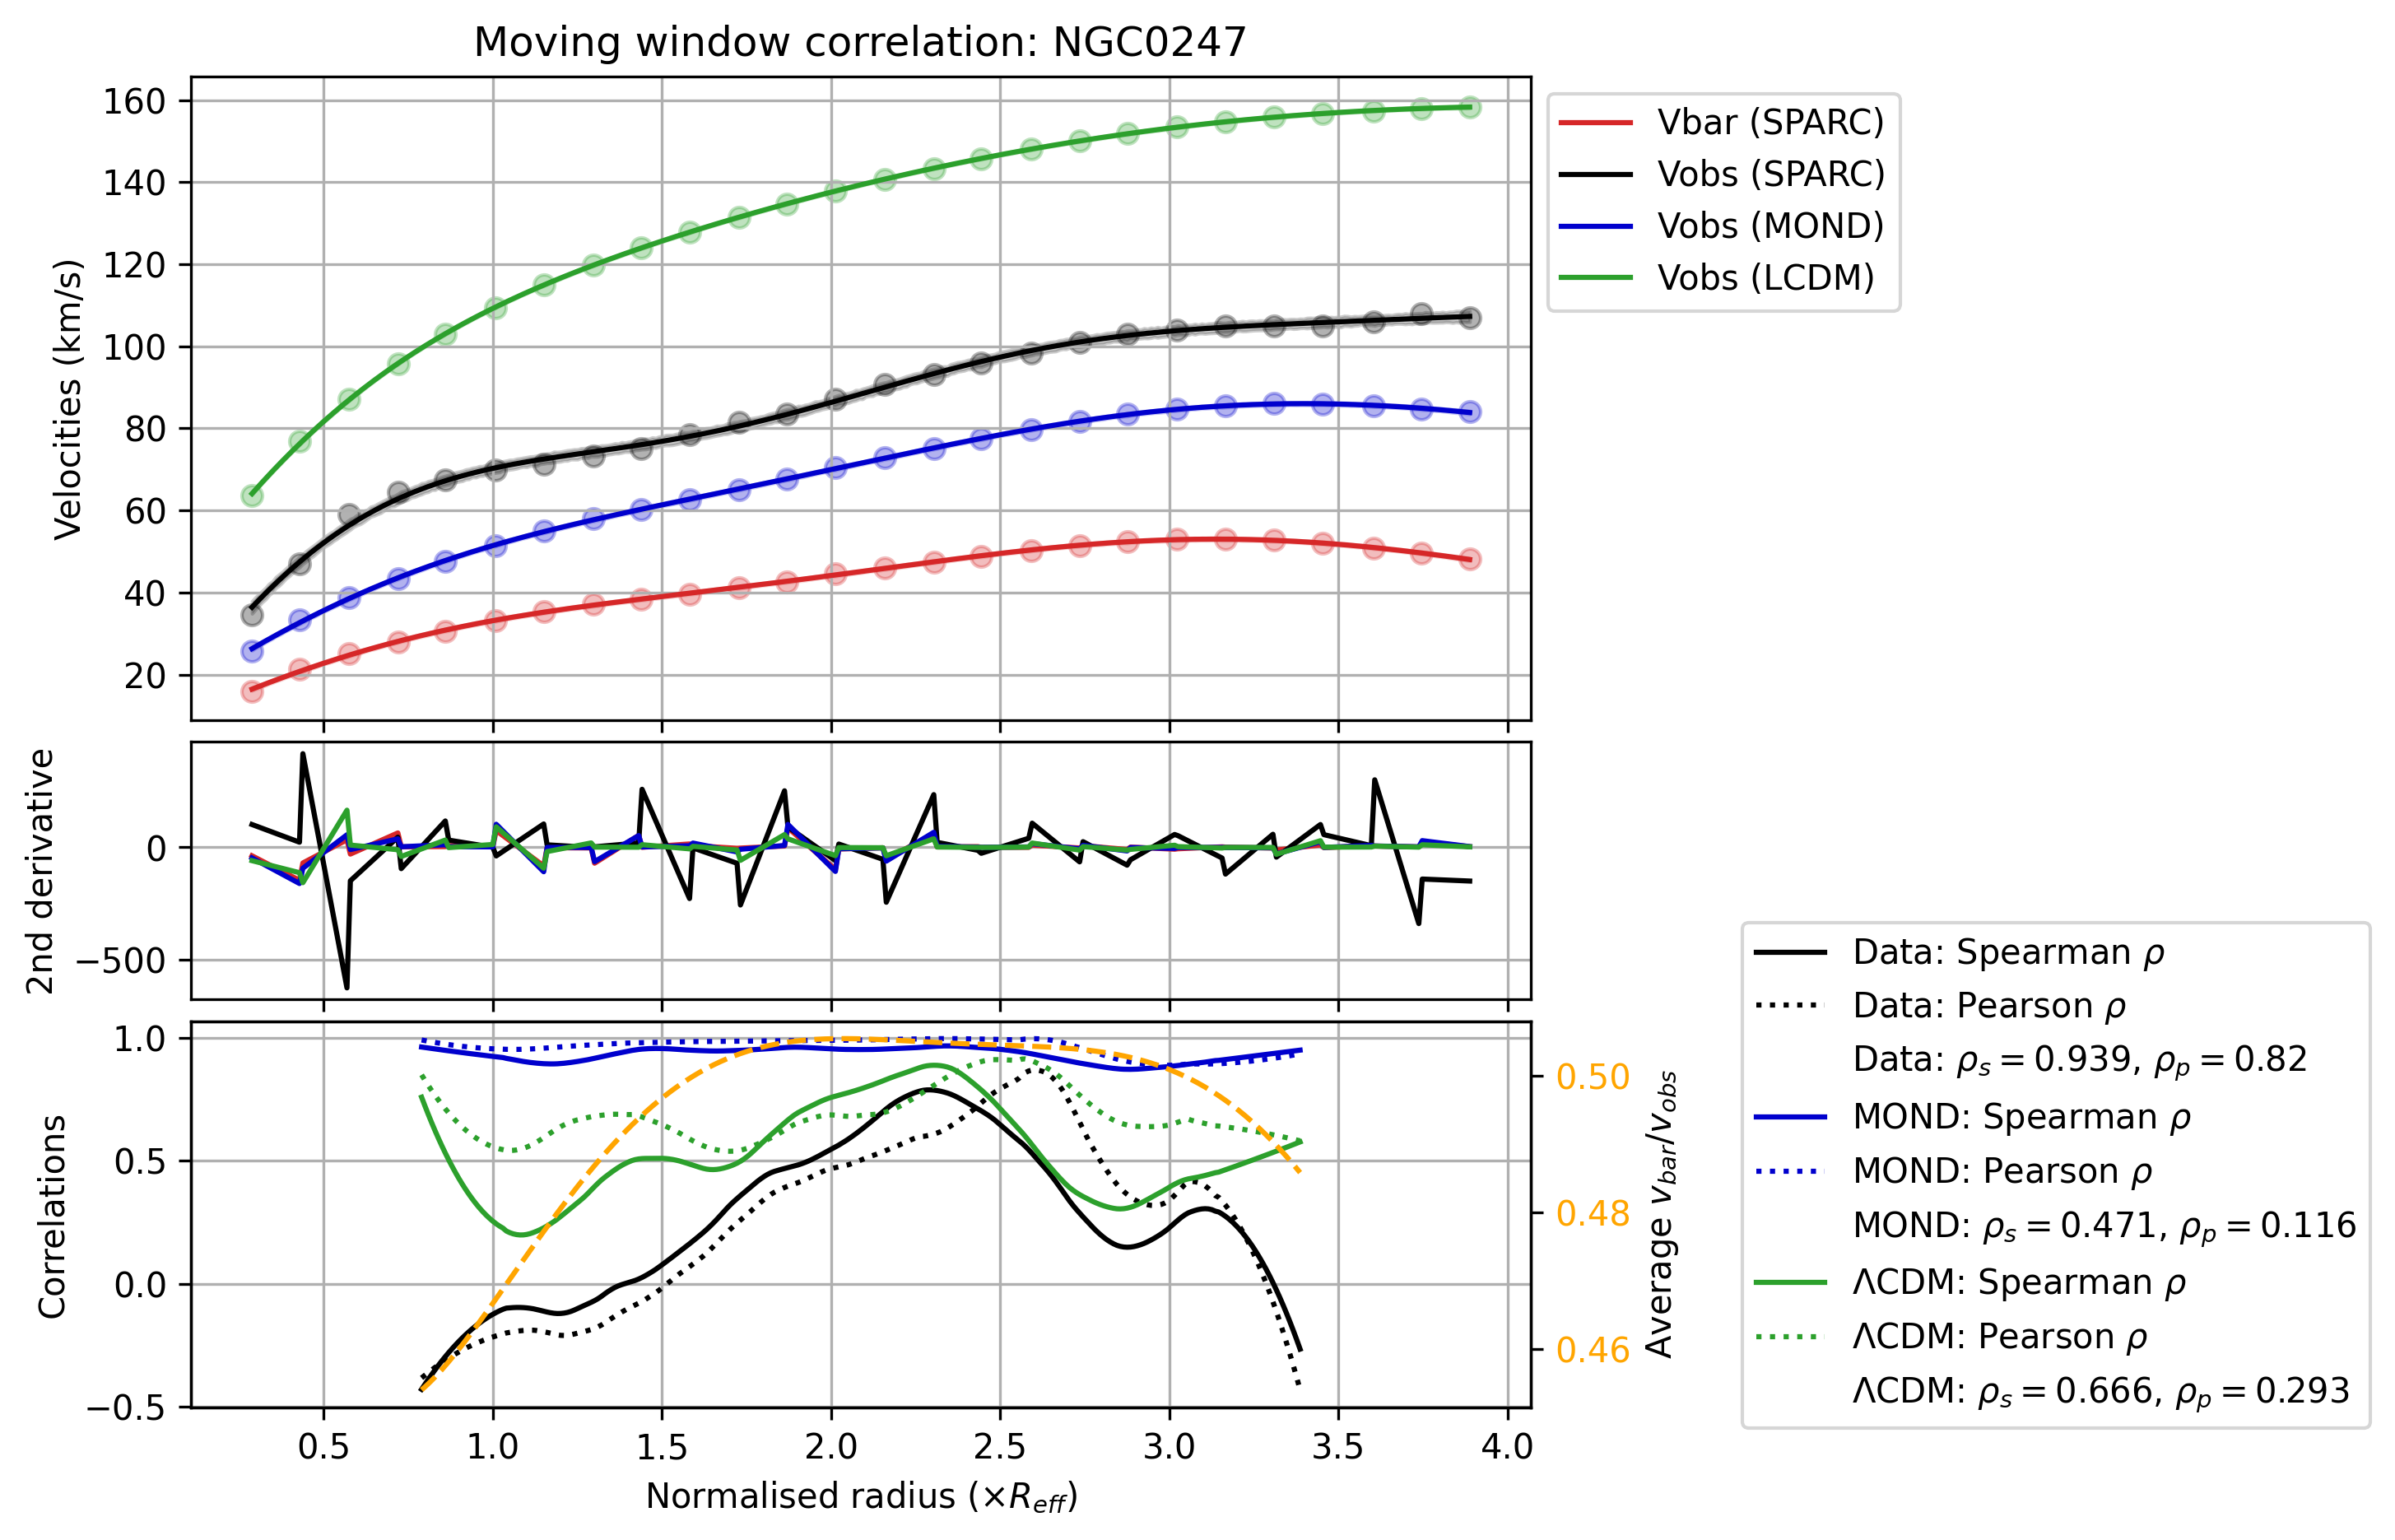 Moving window correlation: NGC0247
160
140
120
100
80
60
40
20
Velocities (km/s)
Vbar (SPARC)
Vobs (SPARC)
Vobs (MOND)
Vobs (LCDM)
0
−500
2nd derivative
1.0
0.5
0.0
−0.5
Correlations
0.50
0.48
0.46
Average v_bar/v_obs
0.5 1.0 1.5 2.0 2.5 3.0 3.5 4.0
Normalised radius (×R_eff)
Data: Spearman ρ
Data: Pearson ρ
Data: ρ_s = 0.939, ρ_p = 0.82
MOND: Spearman ρ
MOND: Pearson ρ
MOND: ρ_s = 0.471, ρ_p = 0.116
ΛCDM: Spearman ρ
ΛCDM: Pearson ρ
ΛCDM: ρ_s = 0.666, ρ_p = 0.293